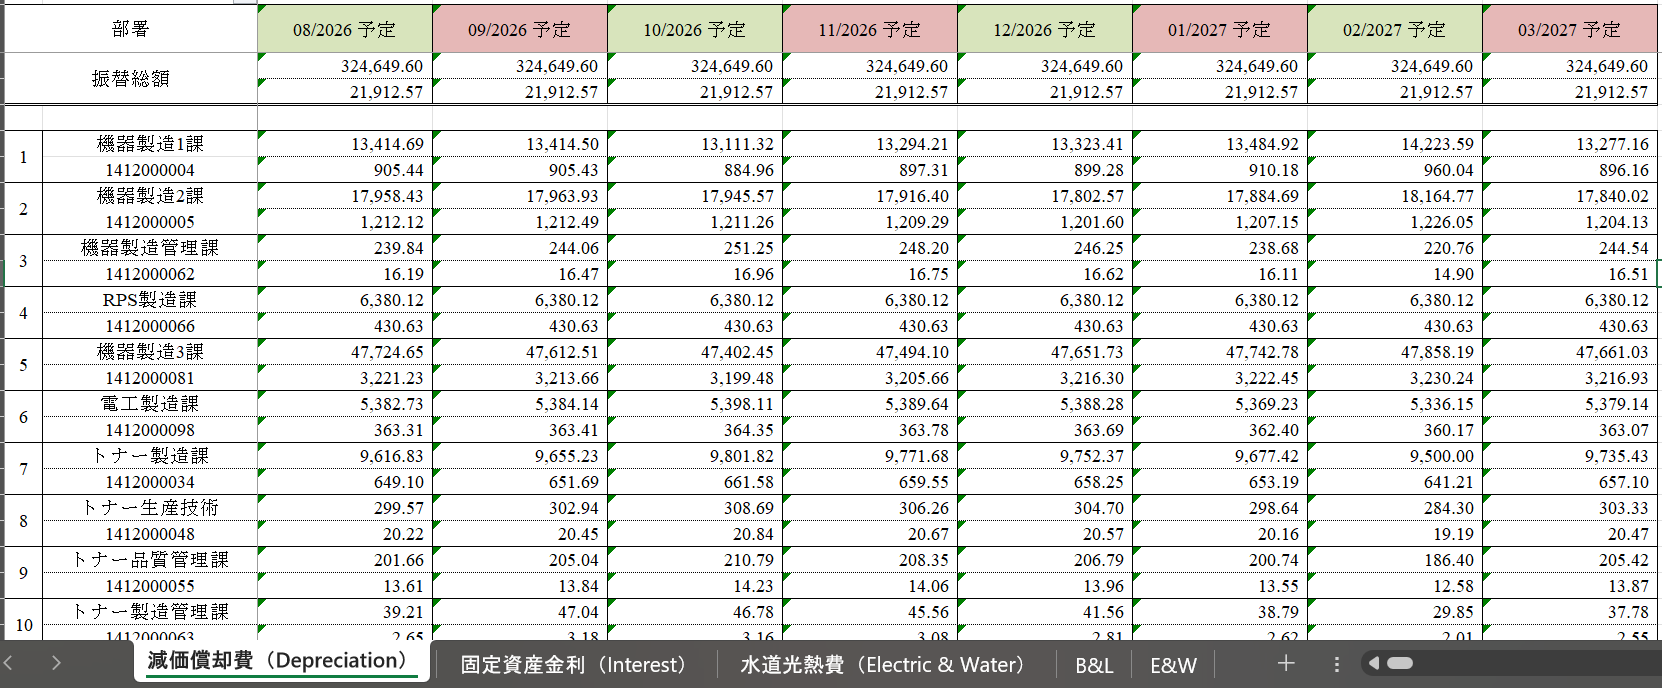 部署 08/2026 予定 09/2026 予定 10/2026 予定 11/2026 予定 12/2026 予定 01/2027 予定 02/2027 予定 03/2027 予定
振替総額 324,649.60 324,649.60 324,649.60 324,649.60 324,649.60 324,649.60 324,649.60 324,649.60
21,912.57 21,912.57 21,912.57 21,912.57 21,912.57 21,912.57 21,912.57 21,912.57
1 機器製造1課 13,414.69 13,414.50 13,111.32 13,294.21 13,323.41 13,484.92 14,223.59 13,277.16
1412000004 905.44 905.43 884.96 897.31 899.28 910.18 960.04 896.16
2 機器製造2課 17,958.43 17,963.93 17,945.57 17,916.40 17,802.57 17,884.69 18,164.77 17,840.02
1412000005 1,212.12 1,212.49 1,211.26 1,209.29 1,201.60 1,207.15 1,226.05 1,204.13
3 機器製造管理課 239.84 244.06 251.25 248.20 246.25 238.68 220.76 244.54
1412000062 16.19 16.47 16.96 16.75 16.62 16.11 14.90 16.51
4 RPS製造課 6,380.12 6,380.12 6,380.12 6,380.12 6,380.12 6,380.12 6,380.12 6,380.12
1412000066 430.63 430.63 430.63 430.63 430.63 430.63 430.63 430.63
5 機器製造3課 47,724.65 47,612.51 47,402.45 47,494.10 47,651.73 47,742.78 47,858.19 47,661.03
1412000081 3,221.23 3,213.66 3,199.48 3,205.66 3,216.30 3,222.45 3,230.24 3,216.93
6 電工製造課 5,382.73 5,384.14 5,398.11 5,389.64 5,388.28 5,369.23 5,336.15 5,379.14
1412000098 363.31 363.41 364.35 363.78 363.69 362.40 360.17 363.07
7 トナー製造課 9,616.83 9,655.23 9,801.82 9,771.68 9,752.37 9,677.42 9,500.00 9,735.43
1412000034 649.10 651.69 661.58 659.55 658.25 653.19 641.21 657.10
8 トナー生産技術 299.57 302.94 308.69 306.26 304.70 298.64 284.30 303.33
1412000048 20.22 20.45 20.84 20.67 20.57 20.16 19.19 20.47
9 トナー品質管理課 201.66 205.04 210.79 208.35 206.79 200.74 186.40 205.42
1412000055 13.61 13.84 14.23 14.06 13.96 13.55 12.58 13.87
10 トナー製造管理課 39.21 47.04 46.78 45.56 41.56 38.79 29.85 37.78
1412000063 2.65 3.18 3.16 3.08 2.81 2.62 2.01 2.55
減価償却費（Depreciation） 固定資産金利（Interest） 水道光熱費（Electric & Water） B&L E&W